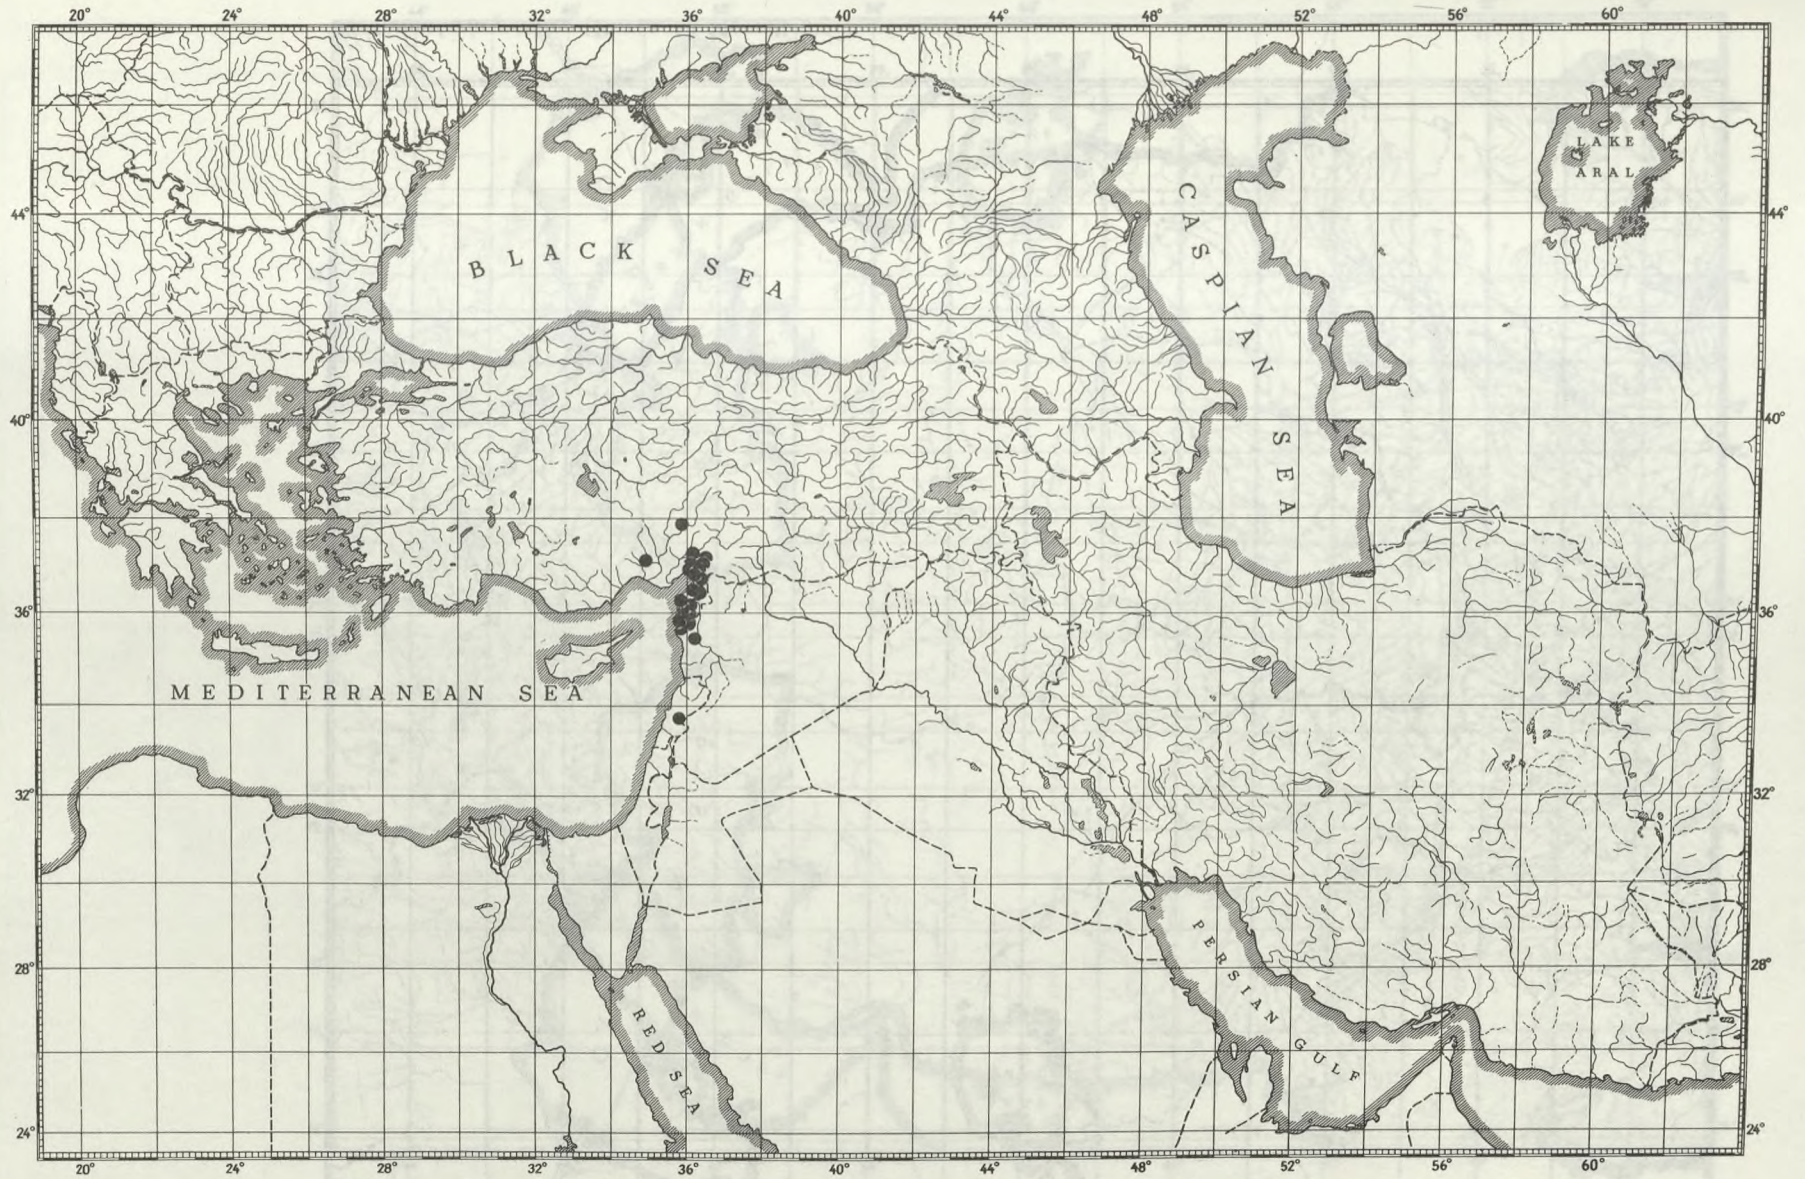 20° 24° 28° 32° 36° 40° 44° 48° 52° 56° 60°
LAKE
ARAL
44° 44°
CASPIAN SEA
BLACK SEA
40° 40°
36° 36°
MEDITERRANEAN SEA
32° 32°
28° 28°
PERSIAN GULF
RED SEA
24° 24°
20° 24° 28° 32° 36° 40° 44° 48° 52° 56° 60°